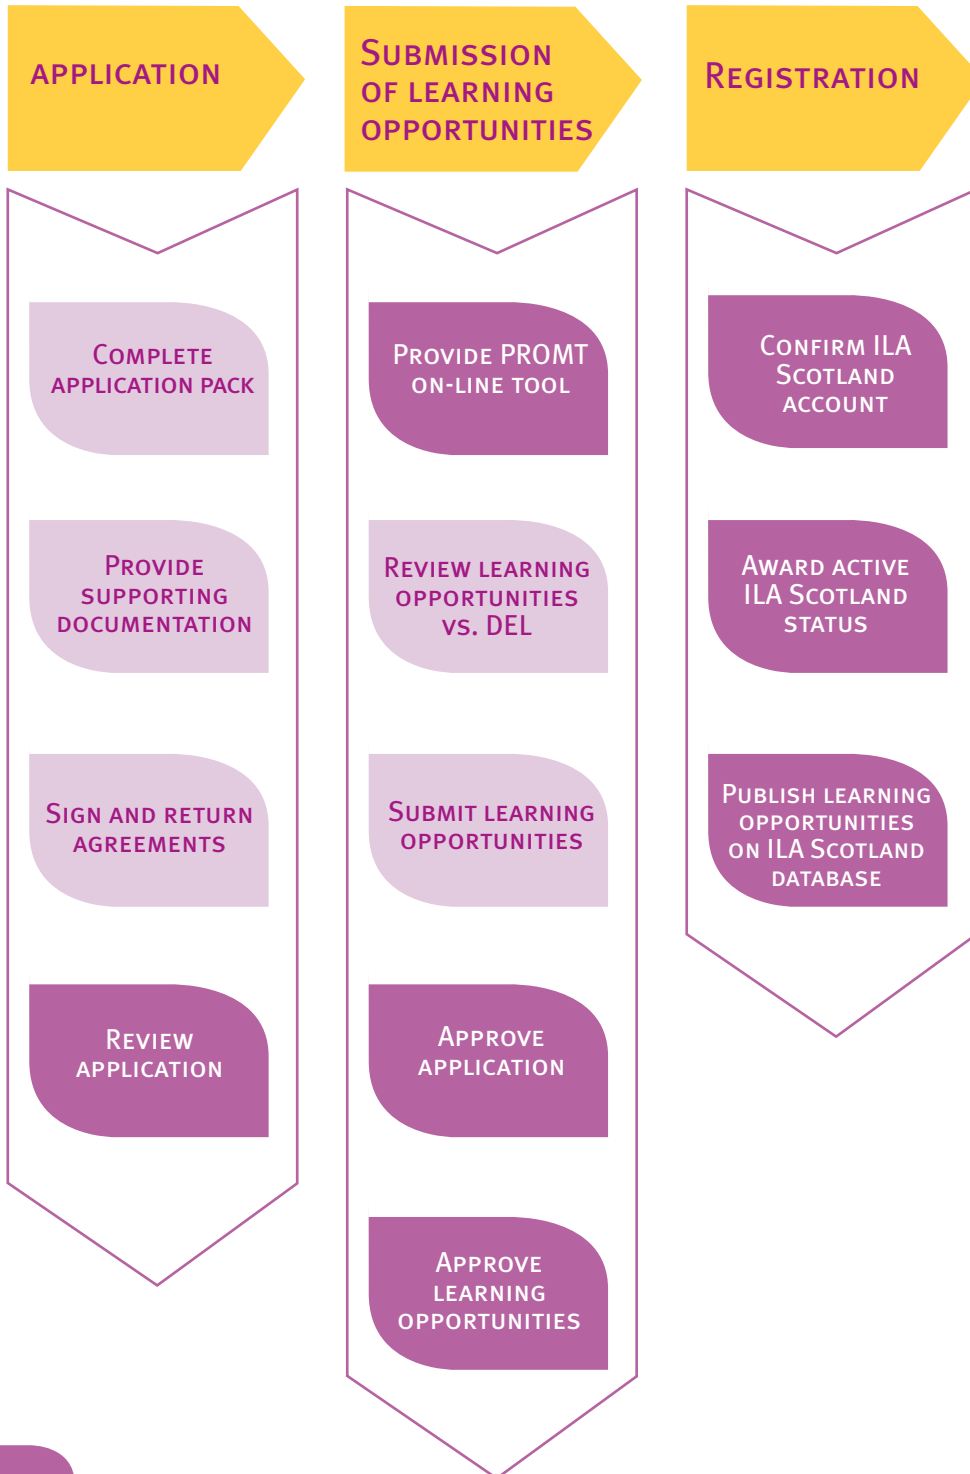 APPLICATION
SUBMISSION
OF LEARNING
OPPORTUNITIES
REGISTRATION
COMPLETE
APPLICATION PACK
PROVIDE
SUPPORTING
DOCUMENTATION
SIGN AND RETURN
AGREEMENTS
REVIEW
APPLICATION
PROVIDE PROMT
ON-LINE TOOL
REVIEW LEARNING
OPPORTUNITIES
VS. DEL
SUBMIT LEARNING
OPPORTUNITIES
APPROVE
APPLICATION
APPROVE
LEARNING
OPPORTUNITIES
CONFIRM ILA
SCOTLAND
ACCOUNT
AWARD ACTIVE
ILA SCOTLAND
STATUS
PUBLISH LEARNING
OPPORTUNITIES
ON ILA SCOTLAND
DATABASE